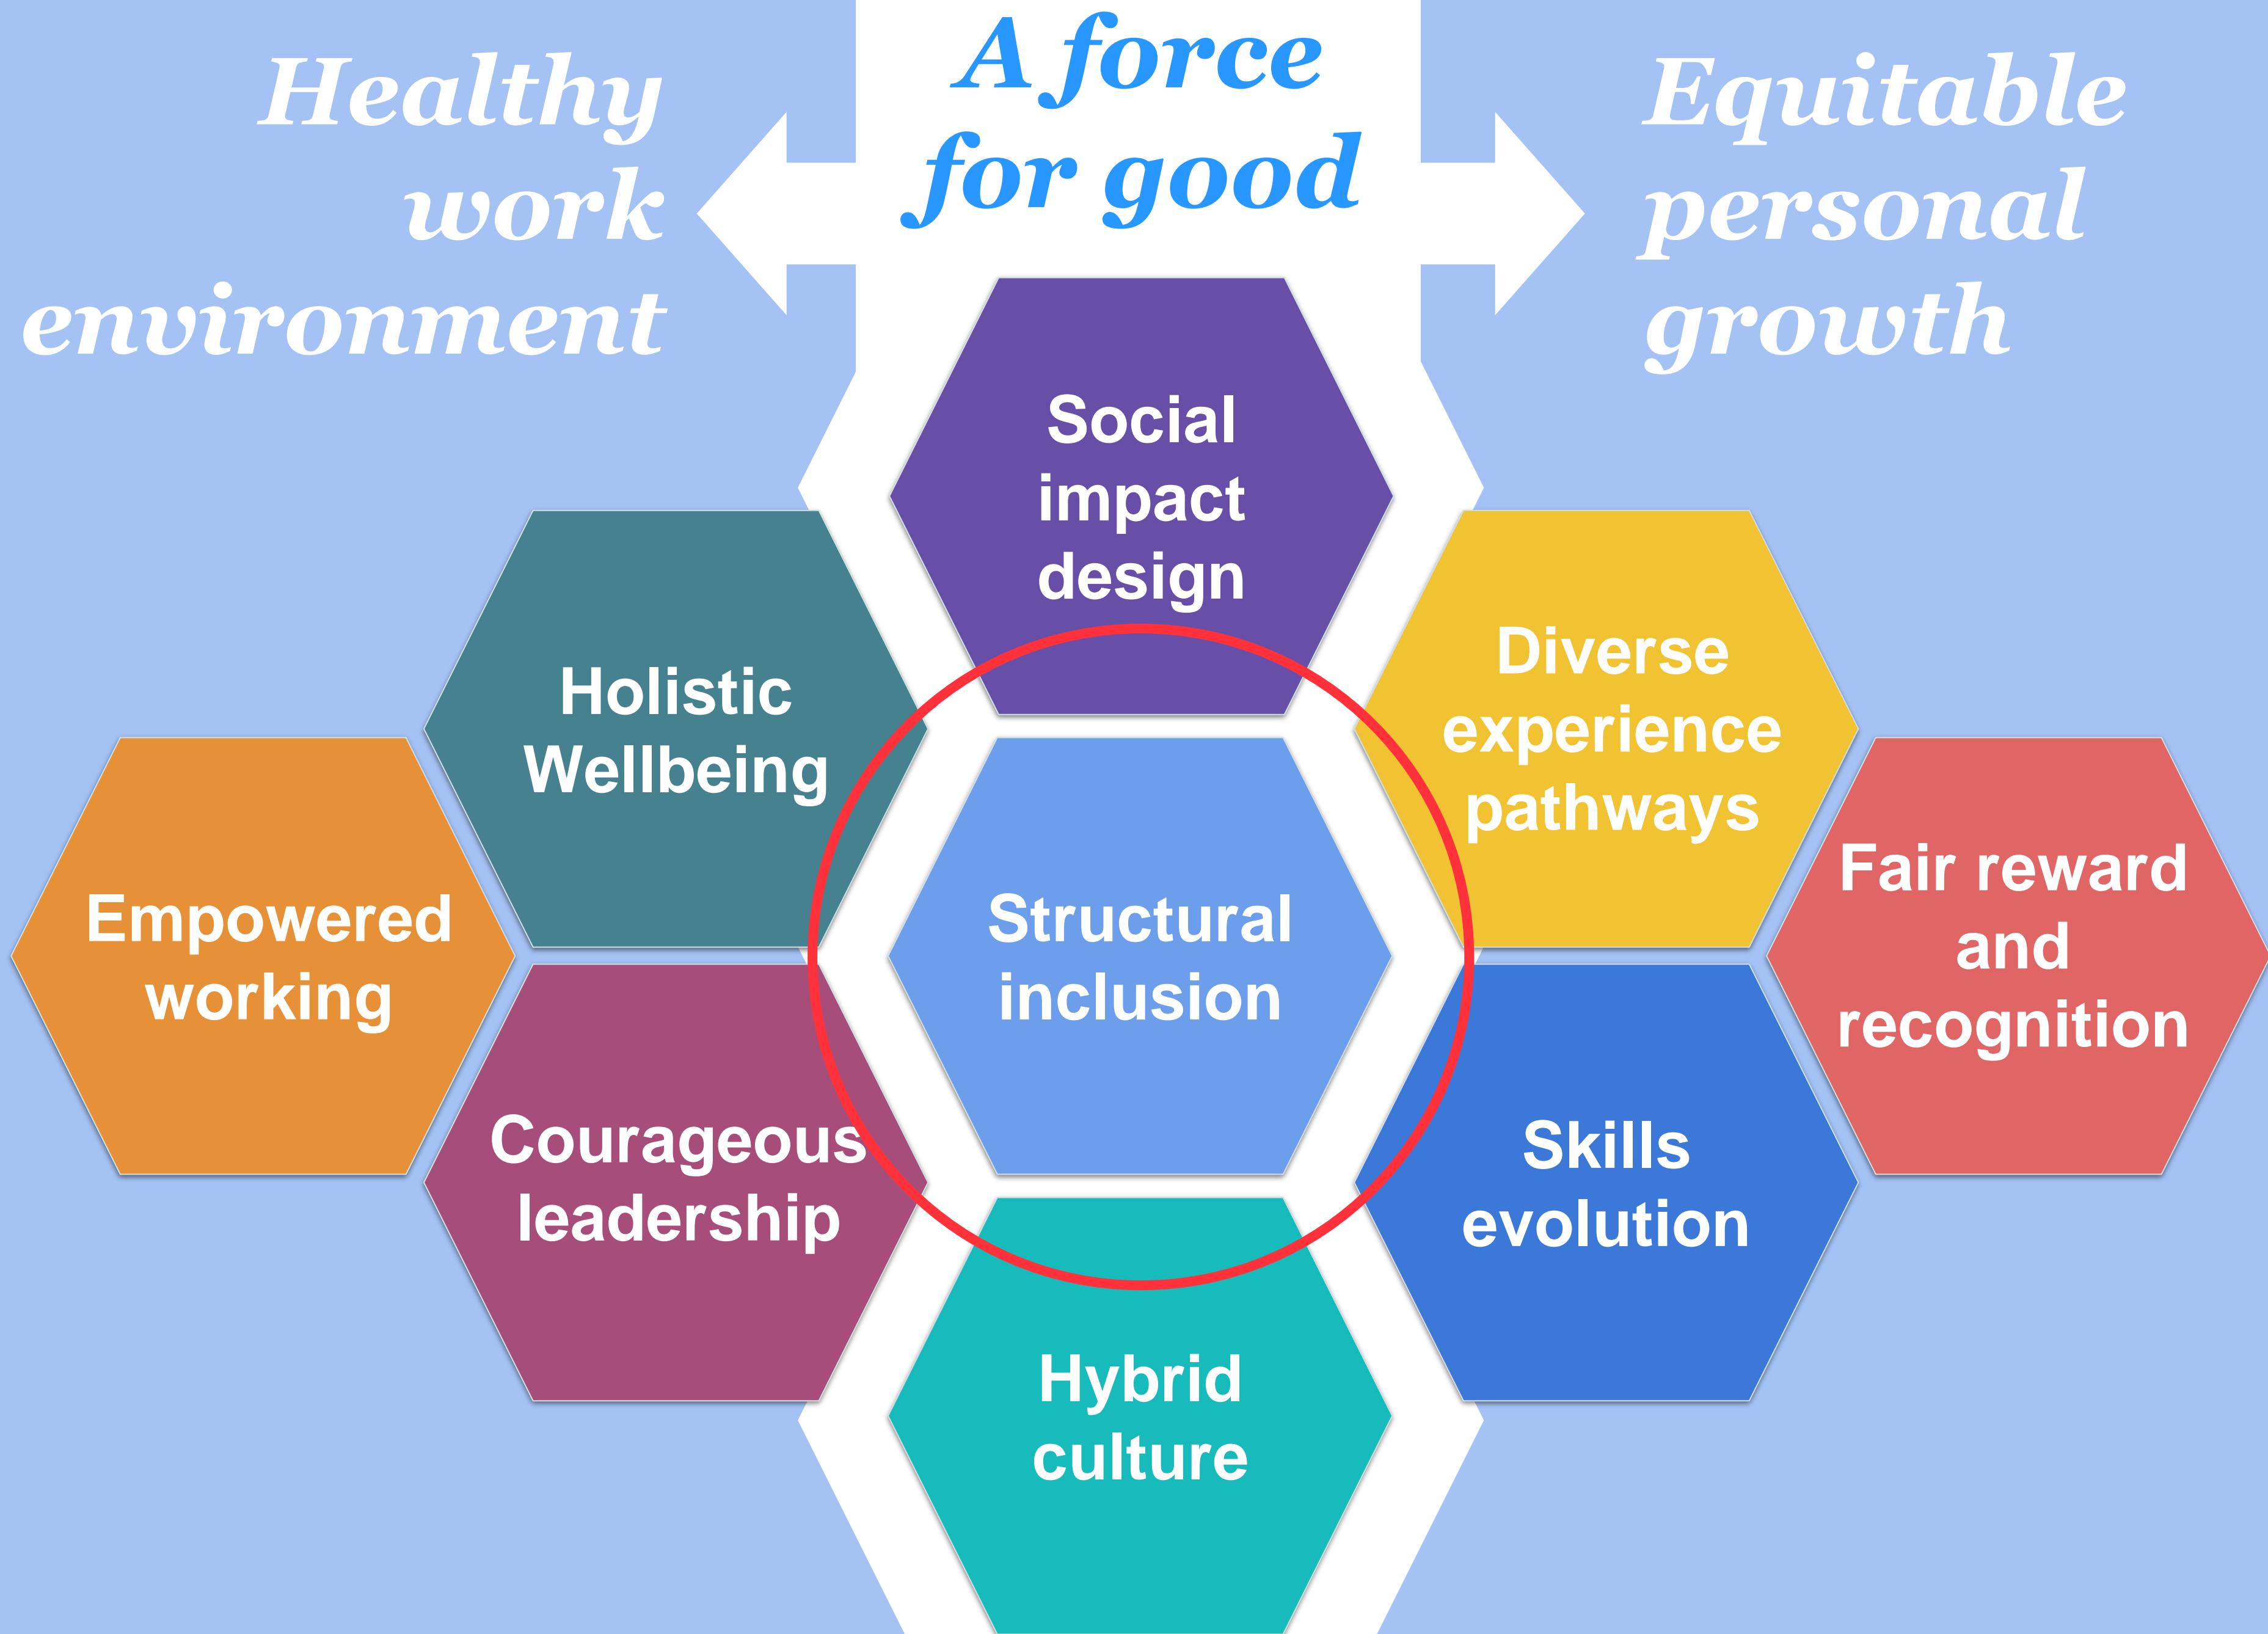 Healthy
work
environment
A force
for good
Equitable
personal
growth
Social
impact
design
Holistic
Wellbeing
Diverse
experience
pathways
Empowered
working
Structural
inclusion
Fair reward
and
recognition
Courageous
leadership
Skills
evolution
Hybrid
culture